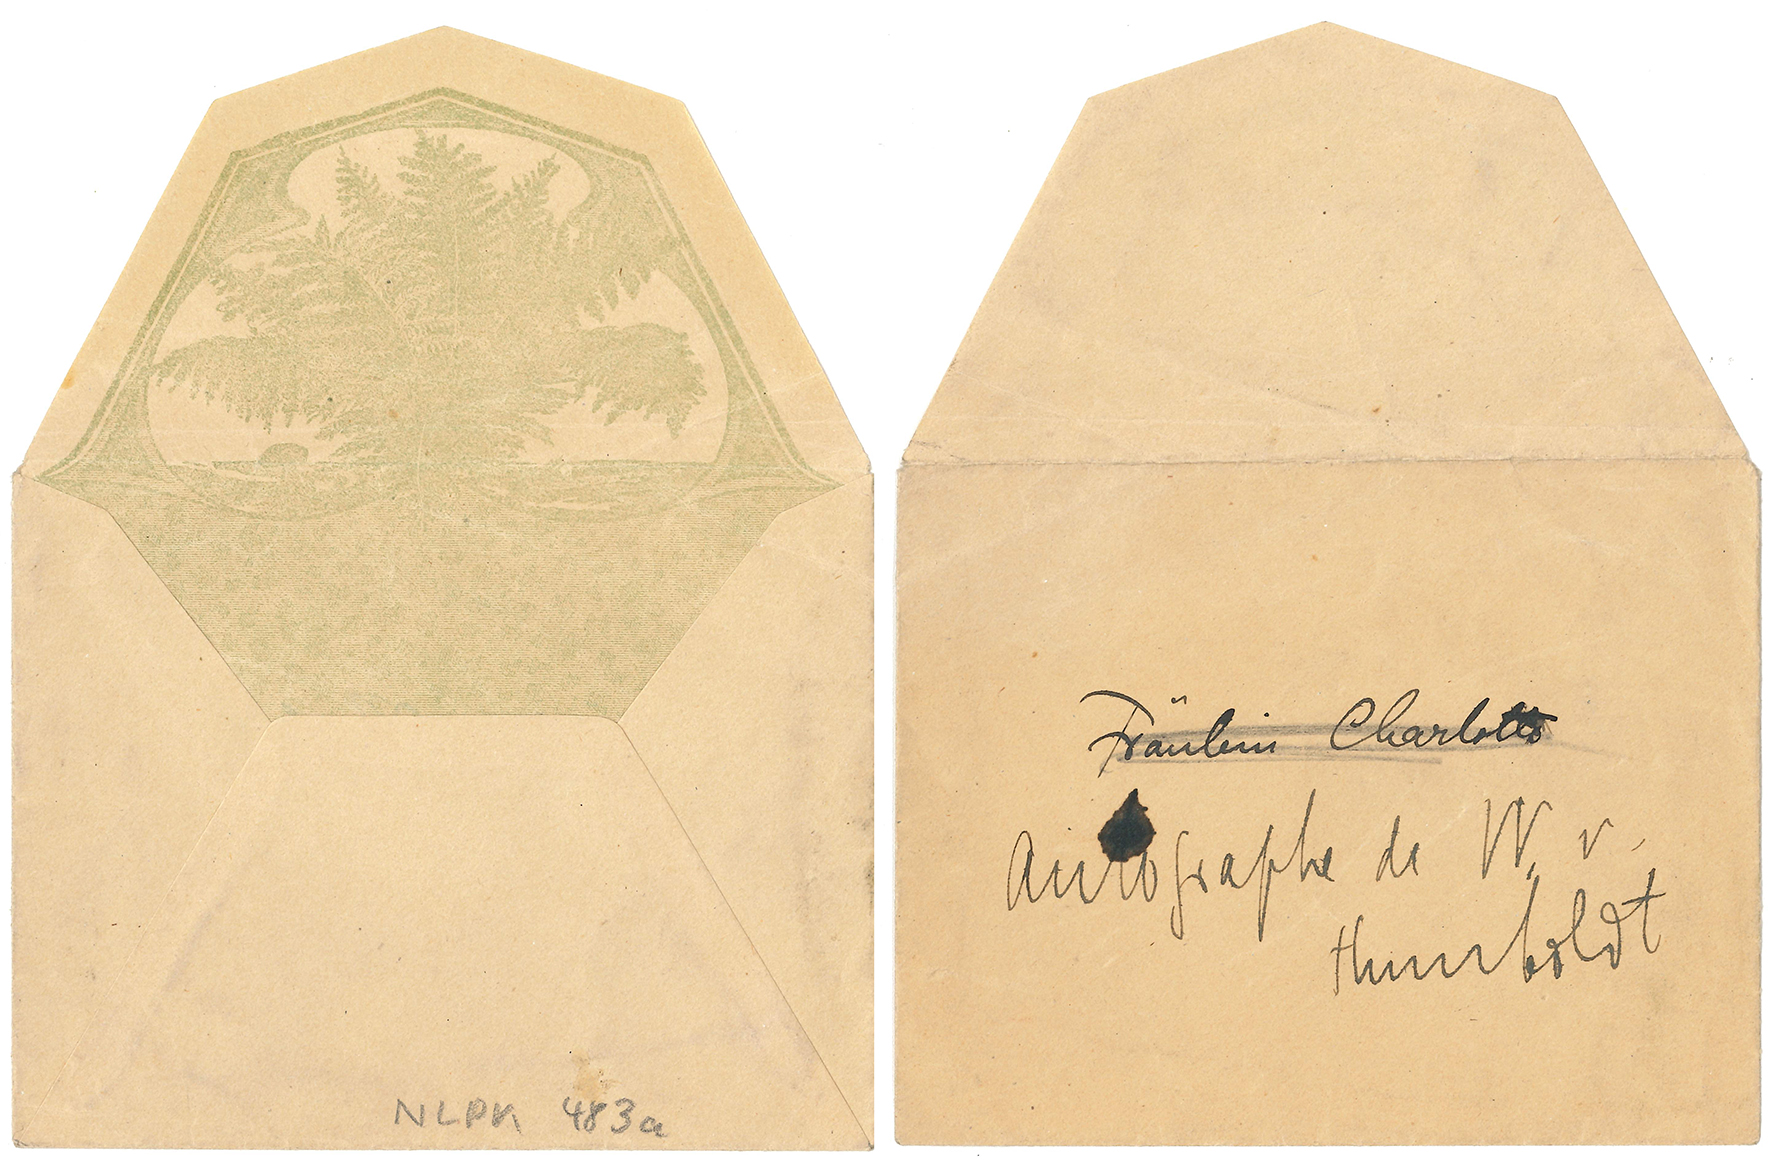 NLPK 483a
Fräulein Charlotte
Autographe de W. v.
Humboldt